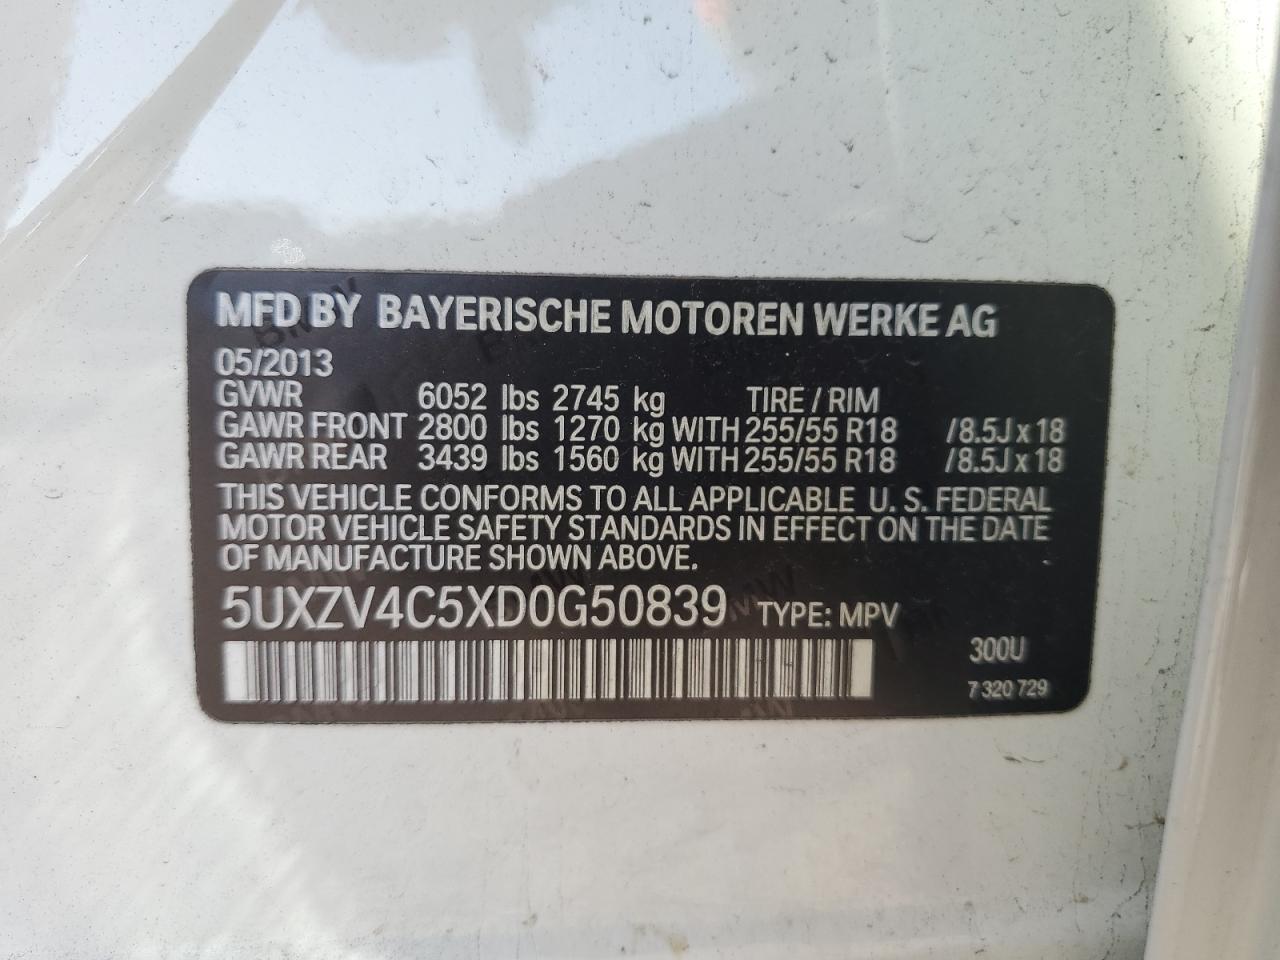 MFD BY BAYERISCHE MOTOREN WERKE AG
05/2013
GVWR 6052 lbs 2745 kg TIRE / RIM
GAWR FRONT 2800 lbs 1270 kg WITH 255/55 R18 /8.5J x 18
GAWR REAR 3439 lbs 1560 kg WITH 255/55 R18 /8.5J x 18
THIS VEHICLE CONFORMS TO ALL APPLICABLE U. S. FEDERAL
MOTOR VEHICLE SAFETY STANDARDS IN EFFECT ON THE DATE
OF MANUFACTURE SHOWN ABOVE.
5UXZV4C5XD0G50839 TYPE: MPV
300U
7 320 729